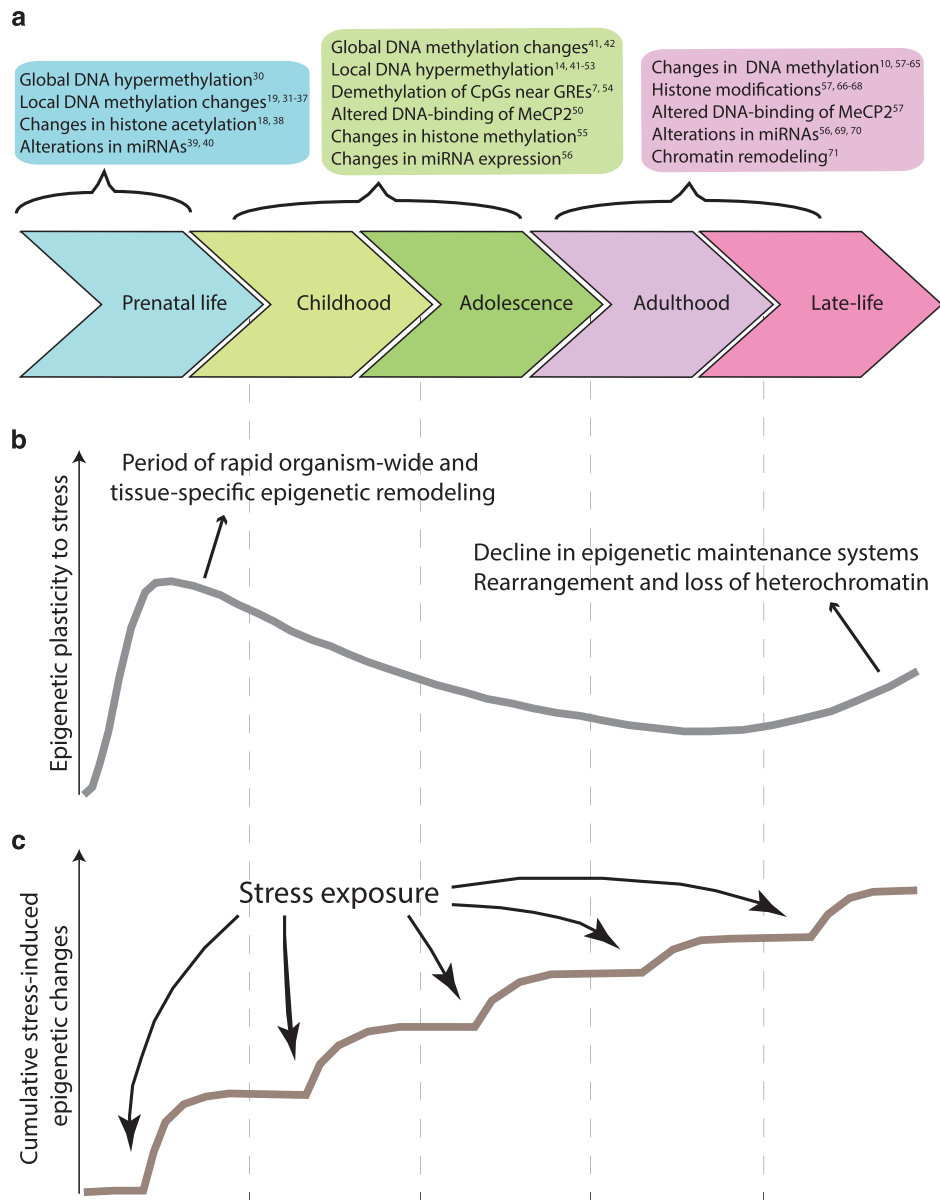 a
Global DNA hypermethylation30
Local DNA methylation changes19, 31-37
Changes in histone acetylation18, 38
Alterations in miRNAs39, 40
Global DNA methylation changes41, 42
Local DNA hypermethylation14, 41-53
Demethylation of CpGs near GREs7, 54
Altered DNA-binding of MeCP250
Changes in histone methylation55
Changes in miRNA expression56
Changes in  DNA methylation10, 57-65
Histone modifications57, 66-68
Altered DNA-binding of MeCP257
Alterations in miRNAs56, 69, 70
Chromatin remodeling71
Prenatal life
Childhood
Adolescence
Adulthood
Late-life
b
Epigenetic plasticity to stress
Period of rapid organism-wide and
tissue-specific epigenetic remodeling
Decline in epigenetic maintenance systems
Rearrangement and loss of heterochromatin
c
Cumulative stress-induced
epigenetic changes
Stress exposure